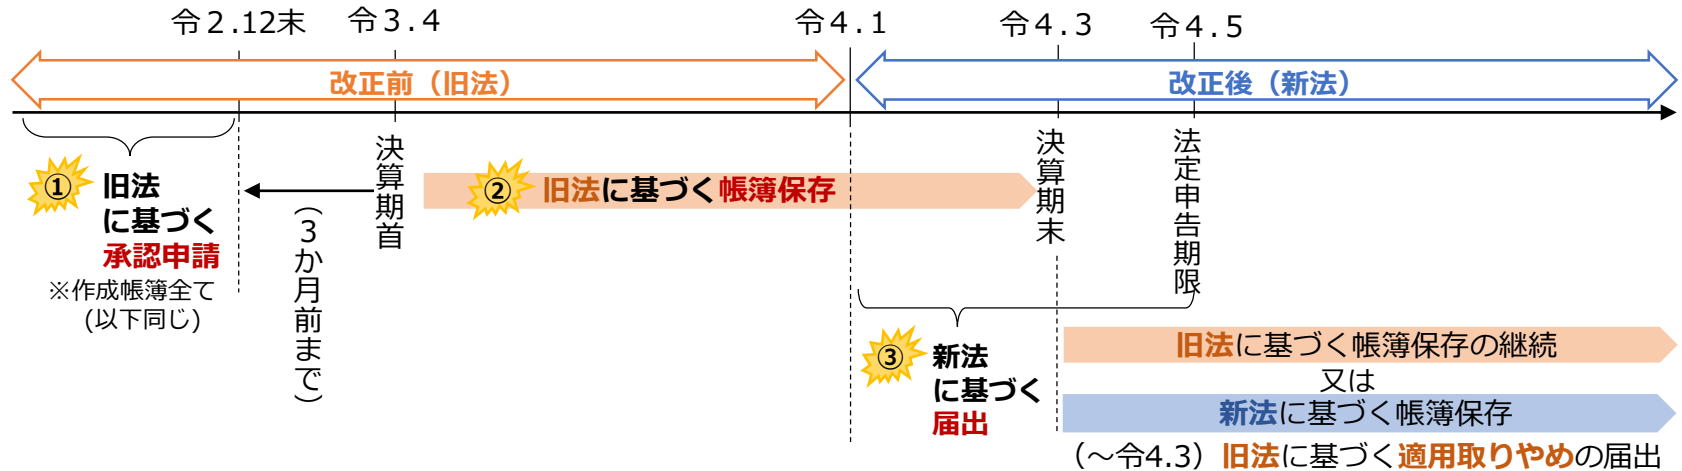 令2.12末
令3.4
令4.1
令4.3
令4.5
改正前（旧法）
改正後（新法）
①
旧法
に基づく
承認申請
※作成帳簿全て
(以下同じ)
（3か月前まで）
決算期首
② 旧法に基づく帳簿保存
決算期末
法定申告期限
③
新法
に基づく
届出
旧法に基づく帳簿保存の継続
又は
新法に基づく帳簿保存
（～令4.3）旧法に基づく適用取りやめの届出